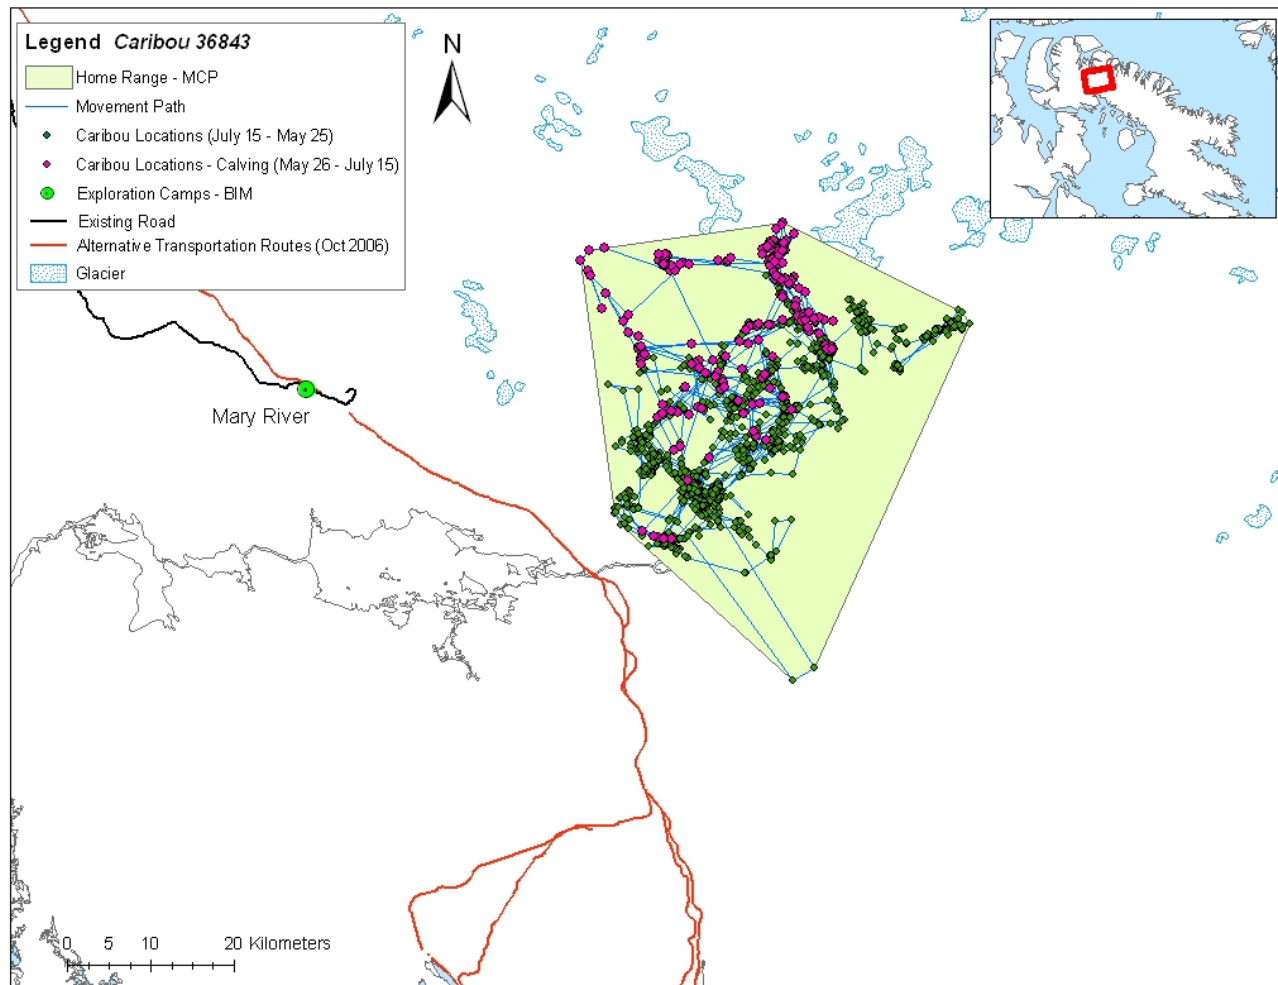 Legend Caribou 36843
Home Range - MCP
Movement Path
Caribou Locations (July 15 - May 25)
Caribou Locations - Calving (May 26 - July 15)
Exploration Camps - BIM
Existing Road
Alternative Transportation Routes (Oct 2006)
Glacier
N
Mary River
0 5 10 20 Kilometers